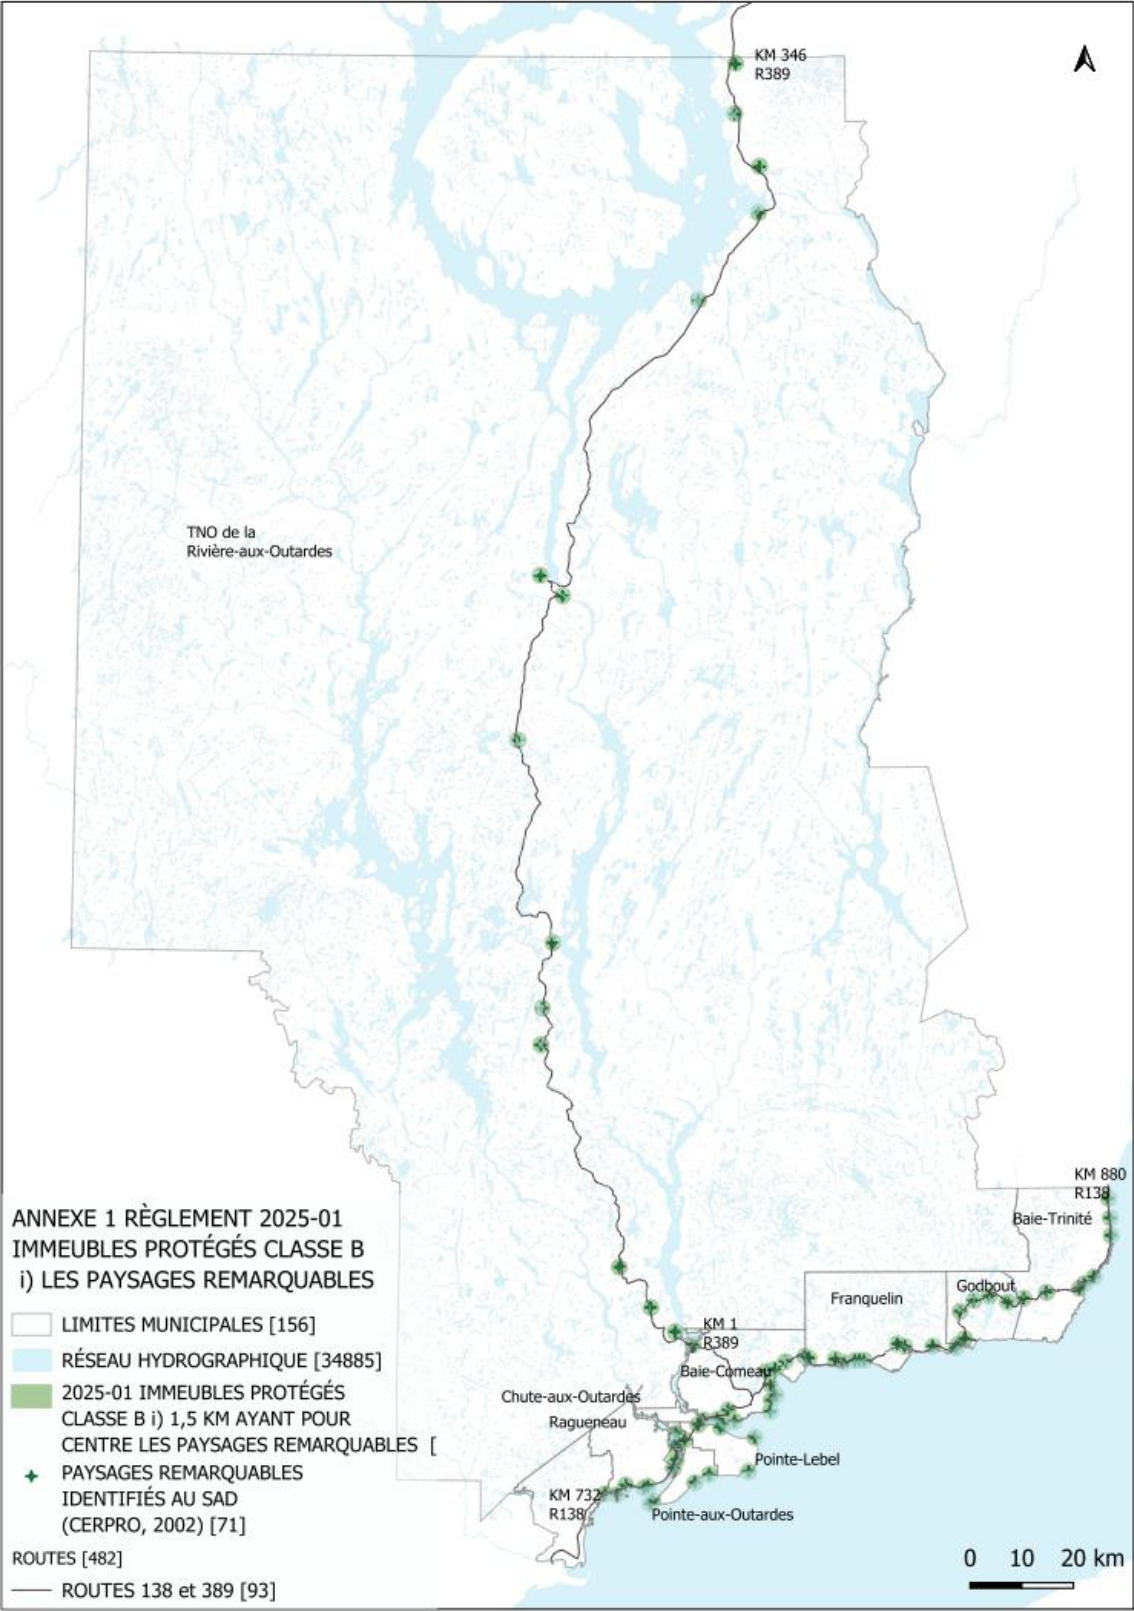 KM 346
R389
TNO de la
Rivière-aux-Outardes
KM 880
R138
Baie-Trinité
Godbout
Franquelin
KM 1
R389
Baie-Comeau
Chute-aux-Outardes
Ragueneau
Pointe-Lebel
KM 732
R138
Pointe-aux-Outardes
ANNEXE 1 RÈGLEMENT 2025-01
IMMEUBLES PROTÉGÉS CLASSE B
i) LES PAYSAGES REMARQUABLES
LIMITES MUNICIPALES [156]
RÉSEAU HYDROGRAPHIQUE [34885]
2025-01 IMMEUBLES PROTÉGÉS
CLASSE B i) 1,5 KM AYANT POUR
CENTRE LES PAYSAGES REMARQUABLES [
PAYSAGES REMARQUABLES
IDENTIFIÉS AU SAD
(CERPRO, 2002) [71]
ROUTES [482]
ROUTES 138 et 389 [93]
0 10 20 km